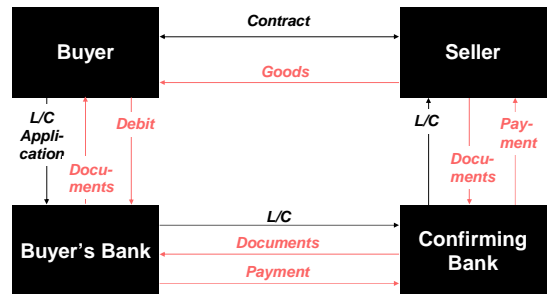 Contract
Buyer
Seller
Goods
L/C
Appli-
cation
Debit
Docu-
ments
L/C
Pay-
ment
Docu-
ments
L/C
Buyer's Bank
Documents
Confirming
Bank
Payment